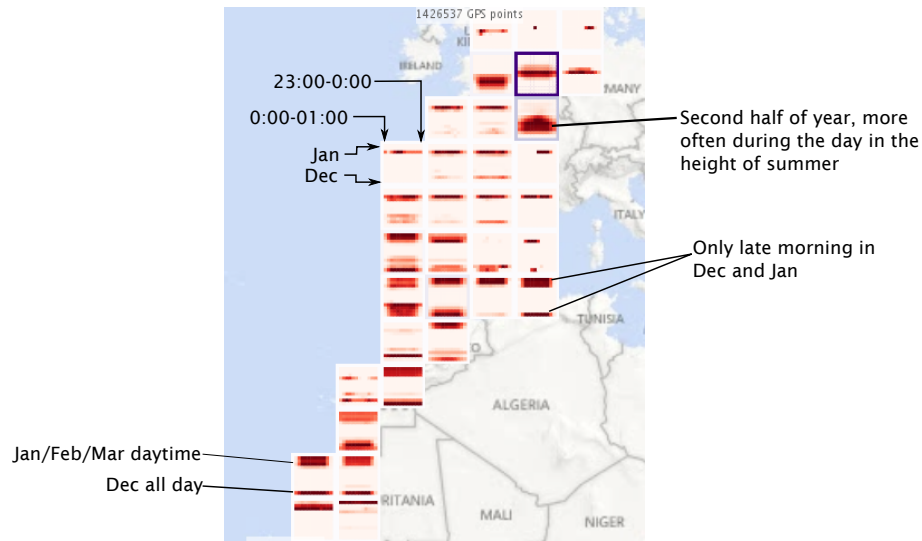 1426537 GPS points
IRELAND
23:00-0:00
MANY
0:00-01:00
Second half of year, more
often during the day in the
height of summer
Jan
Dec
ITALY
Only late morning in
Dec and Jan
TUNISIA
ALGERIA
Jan/Feb/Mar daytime
Dec all day
RITANIA
MALI
NIGER